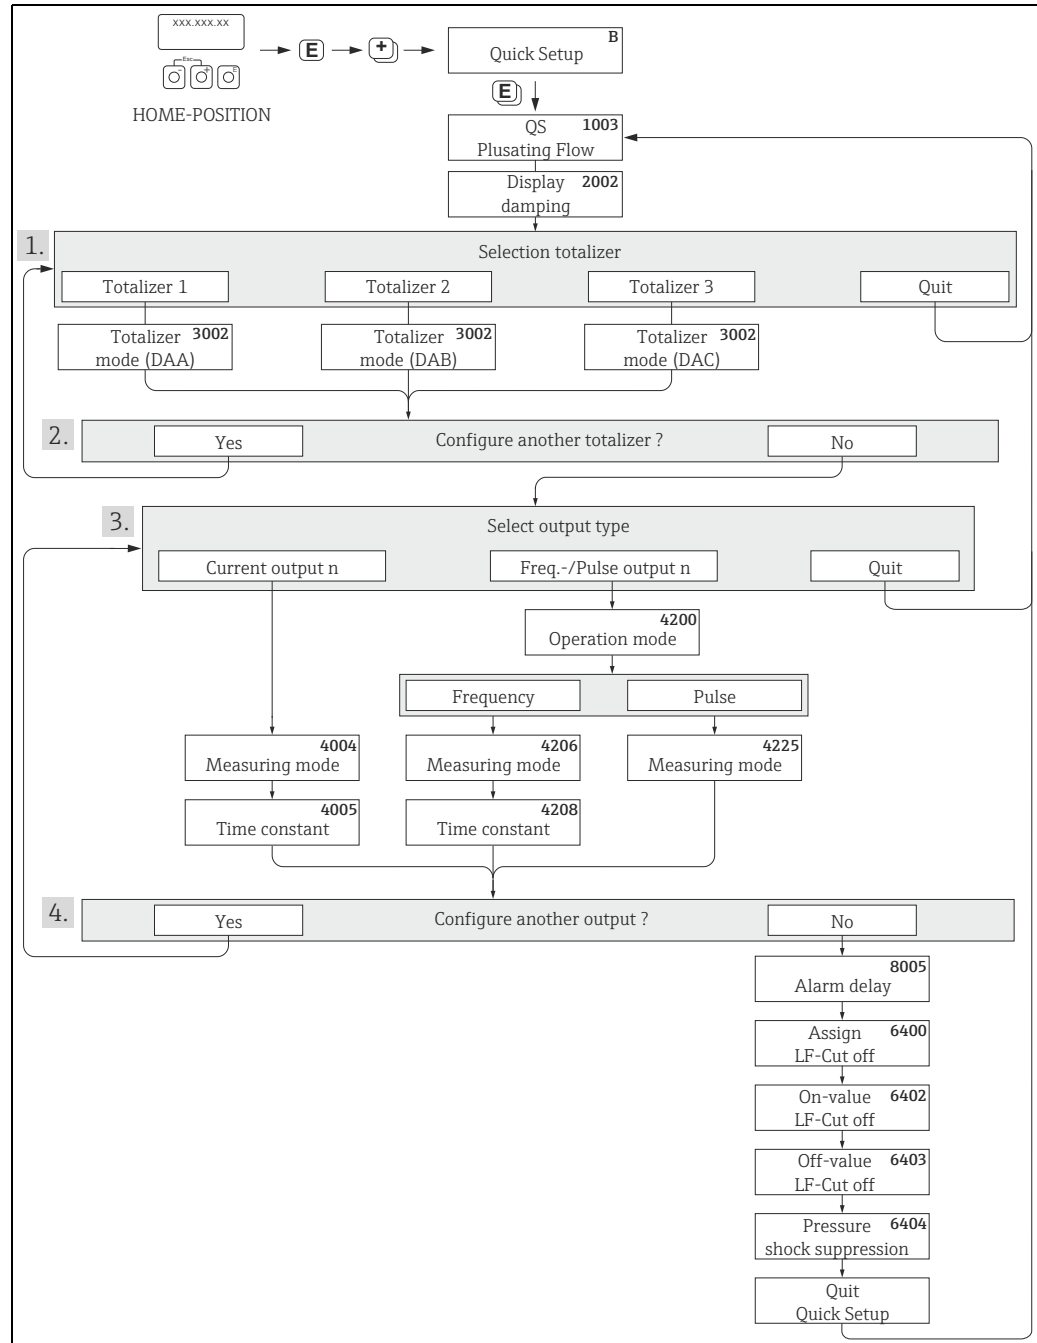 xxx.xxx.xx
Esc
- + E
E
+
B
Quick Setup
HOME-POSITION
E
QS 1003
Plusating Flow
Display 2002
damping
1.
Selection totalizer
Totalizer 1
Totalizer 2
Totalizer 3
Quit
Totalizer 3002
mode (DAA)
Totalizer 3002
mode (DAB)
Totalizer 3002
mode (DAC)
2.
Yes
Configure another totalizer ?
No
3.
Select output type
Current output n
Freq.-/Pulse output n
Quit
4200
Operation mode
Frequency
Pulse
4004
Measuring mode
4206
Measuring mode
4225
Measuring mode
4005
Time constant
4208
Time constant
4.
Yes
Configure another output ?
No
8005
Alarm delay
Assign 6400
LF-Cut off
On-value 6402
LF-Cut off
Off-value 6403
LF-Cut off
Pressure 6404
shock suppression
Quit
Quick Setup